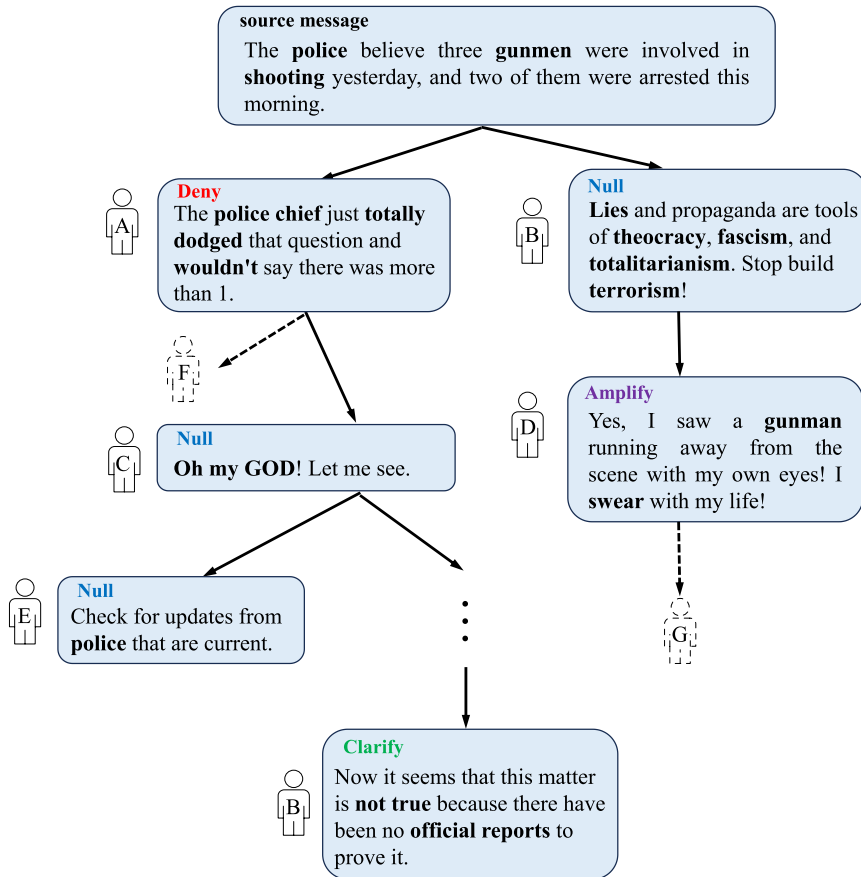 source message
The police believe three gunmen were involved in
shooting yesterday, and two of them were arrested this
morning.
A
Deny
The police chief just totally
dodged that question and
wouldn't say there was more
than 1.
B
Null
Lies and propaganda are tools
of theocracy, fascism, and
totalitarianism. Stop build
terrorism!
F
C
Null
Oh my GOD! Let me see.
D
Amplify
Yes, I saw a gunman
running away from the
scene with my own eyes! I
swear with my life!
E
Null
Check for updates from
police that are current.
G
B
Clarify
Now it seems that this matter
is not true because there have
been no official reports to
prove it.